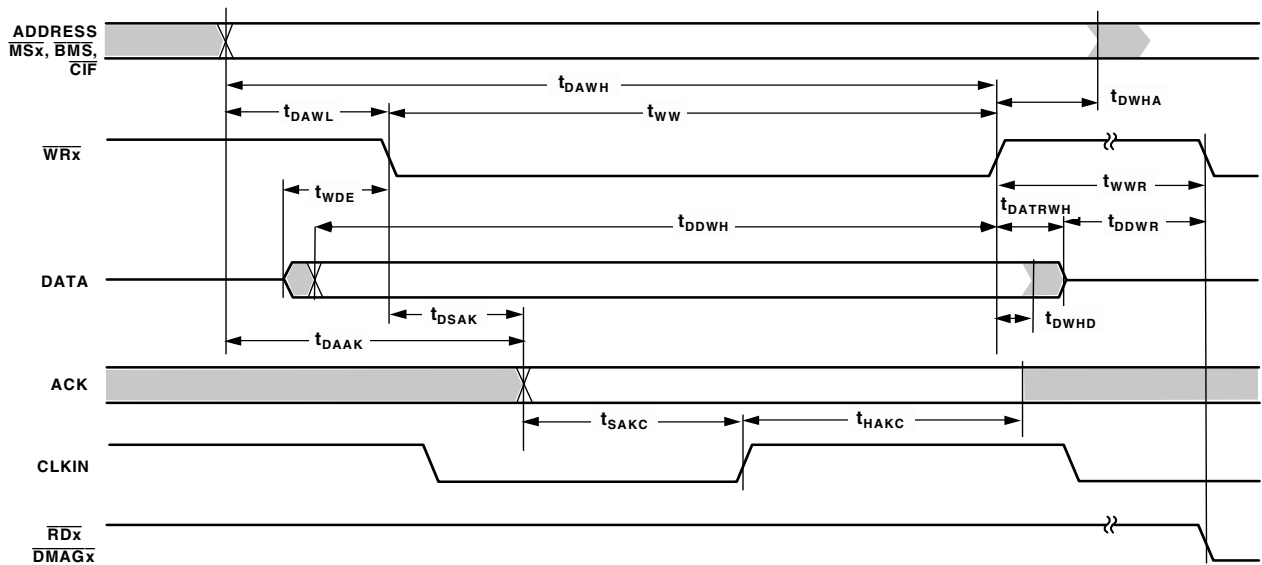 ADDRESS
MSx, BMS,
CIF
tDAWH
tDWHA
tDAWL
tWW
WRx
tWDE
tWWR
tDATRWH
tDDWH
tDDWR
DATA
tDSAK
tDWHD
tDAAK
ACK
tSAKC
tHAKC
CLKIN
RDx
DMAGx